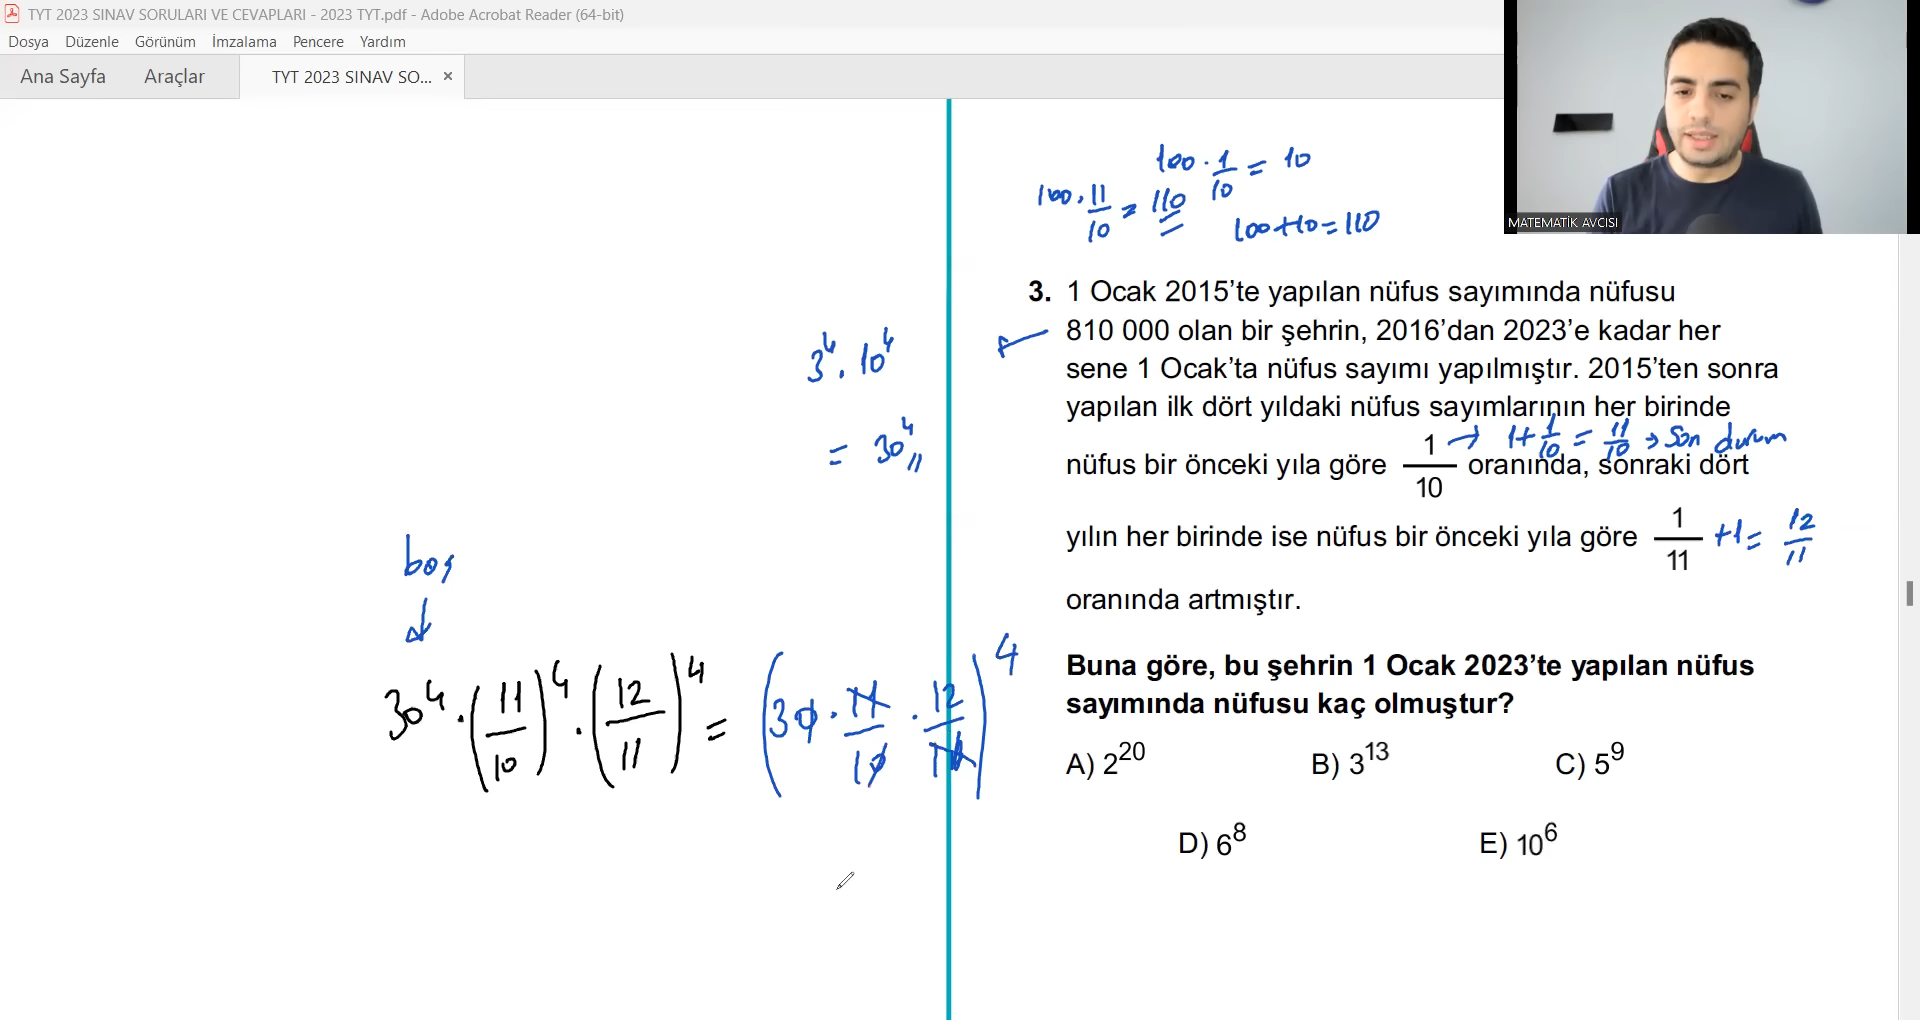 TYT 2023 SINAV SORULARI VE CEVAPLARI - 2023 TYT.pdf - Adobe Acrobat Reader (64-bit)
Dosya Düzenle Görünüm İmzalama Pencere Yardım
Ana Sayfa Araçlar TYT 2023 SINAV SO... ×
MATEMATİK AVCISI
100 · 1/10 = 10
100 · 11/10 = 110
100+10=110
3. 1 Ocak 2015’te yapılan nüfus sayımında nüfusu
810 000 olan bir şehrin, 2016’dan 2023’e kadar her
sene 1 Ocak’ta nüfus sayımı yapılmıştır. 2015’ten sonra
yapılan ilk dört yıldaki nüfus sayımlarının her birinde
nüfus bir önceki yıla göre 1/10 oranında, sonraki dört
→ 1+1/10 = 11/10 → Son durum
yılın her birinde ise nüfus bir önceki yıla göre 1/11 +1= 12/11
oranında artmıştır.
Buna göre, bu şehrin 1 Ocak 2023’te yapılan nüfus
sayımında nüfusu kaç olmuştur?
A) 2^20 B) 3^13 C) 5^9
D) 6^8 E) 10^6
3^4 . 10^4
= 30^4
boş
30^4 · (11/10)^4 · (12/11)^4 = (30 · 11/10 · 12/11)^4